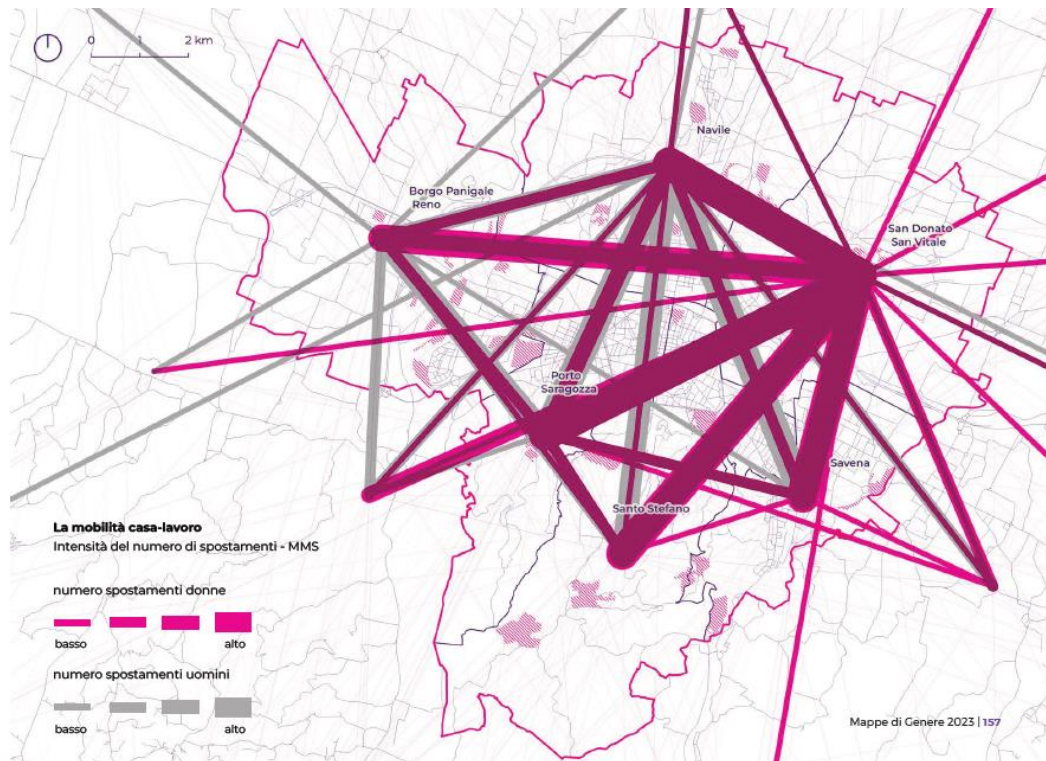 0 1 2 km
Navile
Borgo Panigale
Reno
San Donato
San Vitale
Porto
Saragozza
Savena
Santo Stefano
La mobilità casa-lavoro
Intensità del numero di spostamenti - MMS
numero spostamenti donne
basso alto
numero spostamenti uomini
basso alto
Mappe di Genere 2023 | 157